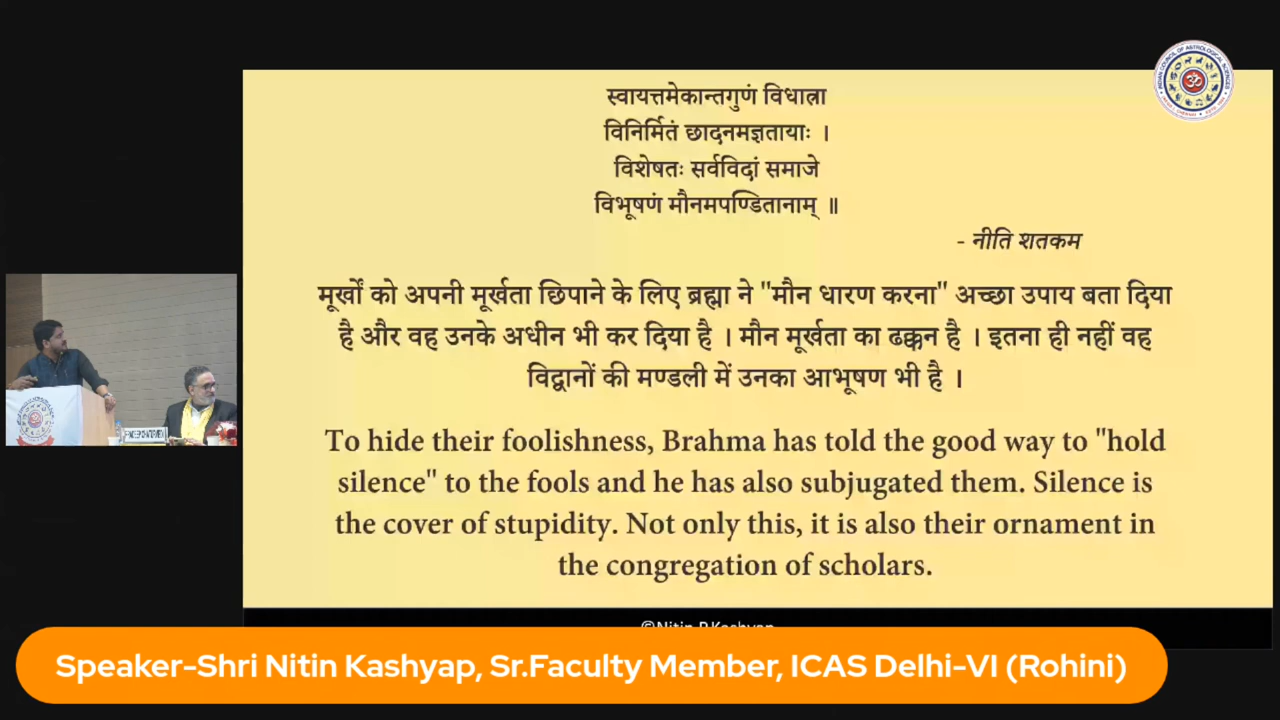 स्वायत्तमेकान्तगुणं विधात्रा
विनिर्मितं छादनमज्ञतायाः ।
विशेषतः सर्वविदां समाजे
विभूषणं मौनमपण्डितानाम् ॥
- नीति शतकम
मूर्खों को अपनी मूर्खता छिपाने के लिए ब्रह्मा ने "मौन धारण करना" अच्छा उपाय बता दिया
है और वह उनके अधीन भी कर दिया है । मौन मूर्खता का ढक्कन है । इतना ही नहीं वह
विद्वानों की मण्डली में उनका आभूषण भी है ।
To hide their foolishness, Brahma has told the good way to "hold
silence" to the fools and he has also subjugated them. Silence is
the cover of stupidity. Not only this, it is also their ornament in
the congregation of scholars.
©Nitin P.Kashyap
Speaker-Shri Nitin Kashyap, Sr.Faculty Member, ICAS Delhi-VI (Rohini)